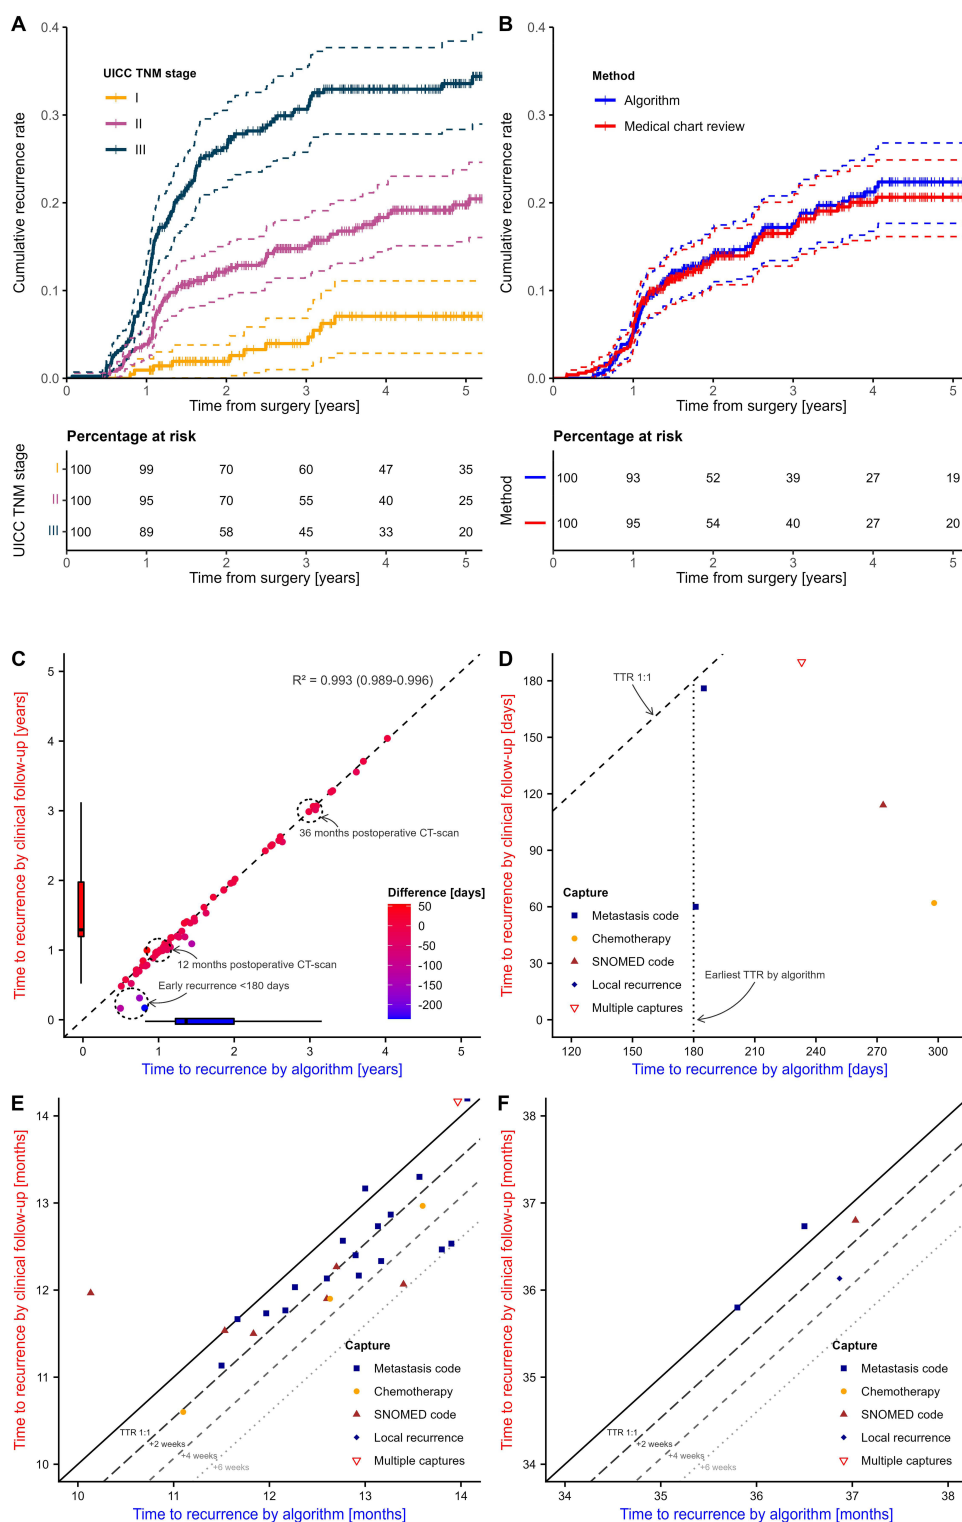 A
0.4
0.3
0.2
0.1
0.0
Cumulative recurrence rate
UICC TNM stage
I
II
III
0 1 2 3 4 5
Time from surgery [years]
Percentage at risk
UICC TNM stage
I 100 99 70 60 47 35
II 100 95 70 55 40 25
III 100 89 58 45 33 20
0 1 2 3 4 5
Time from surgery [years]
B
0.4
0.3
0.2
0.1
0.0
Cumulative recurrence rate
Method
Algorithm
Medical chart review
0 1 2 3 4 5
Time from surgery [years]
Percentage at risk
Method
100 93 52 39 27 19
100 95 54 40 27 20
0 1 2 3 4 5
Time from surgery [years]
C
5
4
3
2
1
0
Time to recurrence by clinical follow-up [years]
R² = 0.993 (0.989-0.996)
36 months postoperative CT-scan
12 months postoperative CT-scan
Early recurrence <180 days
Difference [days]
50
0
-50
-100
-150
-200
0 1 2 3 4 5
Time to recurrence by algorithm [years]
D
180
150
120
90
60
30
0
Time to recurrence by clinical follow-up [days]
TTR 1:1
Capture
Metastasis code
Chemotherapy
SNOMED code
Local recurrence
Multiple captures
Earliest TTR by algorithm
120 150 180 210 240 270 300
Time to recurrence by algorithm [days]
E
14
13
12
11
10
Time to recurrence by clinical follow-up [months]
TTR 1:1
+2 weeks
+4 weeks
+6 weeks
Capture
Metastasis code
Chemotherapy
SNOMED code
Local recurrence
Multiple captures
10 11 12 13 14
Time to recurrence by algorithm [months]
F
38
37
36
35
34
Time to recurrence by clinical follow-up [months]
TTR 1:1
+2 weeks
+4 weeks
+6 weeks
Capture
Metastasis code
Chemotherapy
SNOMED code
Local recurrence
Multiple captures
34 35 36 37 38
Time to recurrence by algorithm [months]